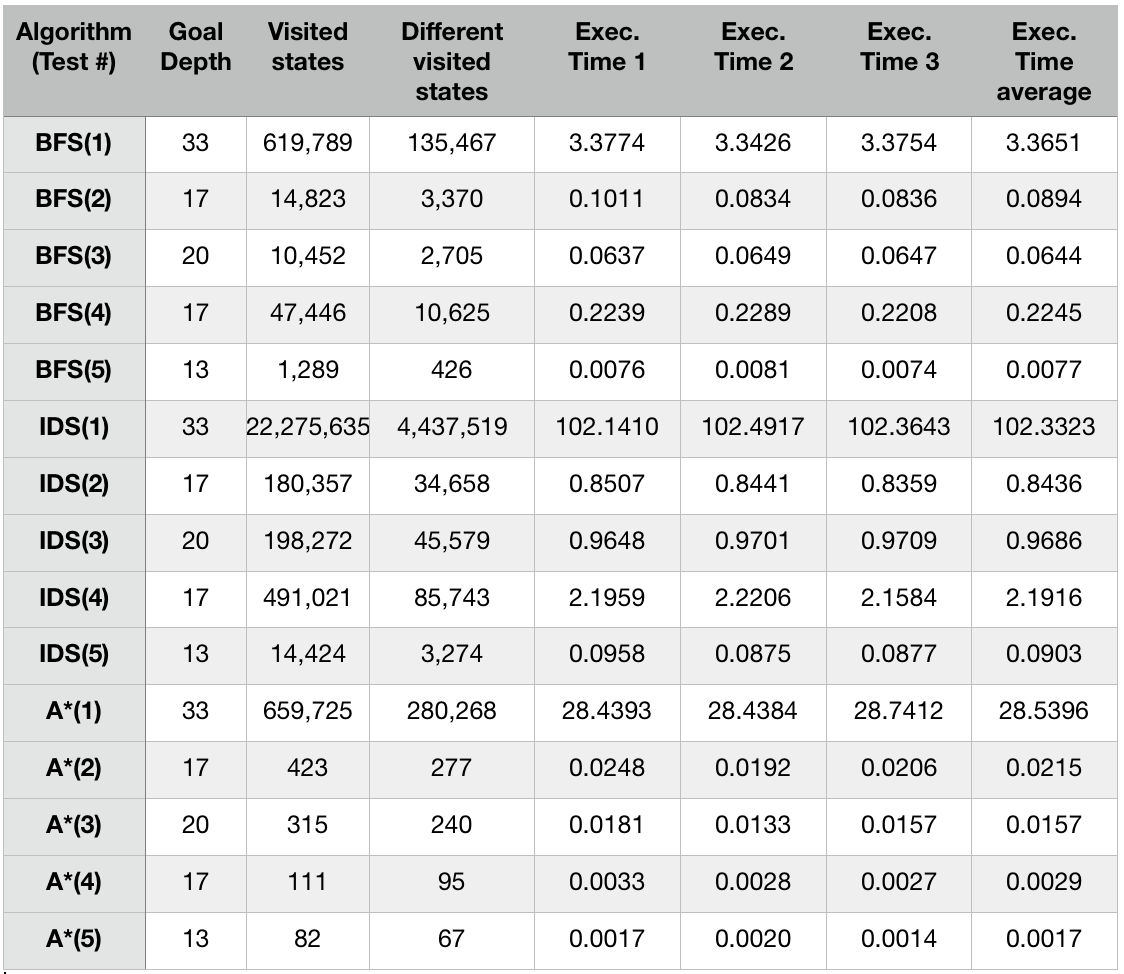 Algorithm (Test #) Goal Depth Visited states Different visited states Exec. Time 1 Exec. Time 2 Exec. Time 3 Exec. Time average
BFS(1) 33 619,789 135,467 3.3774 3.3426 3.3754 3.3651
BFS(2) 17 14,823 3,370 0.1011 0.0834 0.0836 0.0894
BFS(3) 20 10,452 2,705 0.0637 0.0649 0.0647 0.0644
BFS(4) 17 47,446 10,625 0.2239 0.2289 0.2208 0.2245
BFS(5) 13 1,289 426 0.0076 0.0081 0.0074 0.0077
IDS(1) 33 22,275,635 4,437,519 102.1410 102.4917 102.3643 102.3323
IDS(2) 17 180,357 34,658 0.8507 0.8441 0.8359 0.8436
IDS(3) 20 198,272 45,579 0.9648 0.9701 0.9709 0.9686
IDS(4) 17 491,021 85,743 2.1959 2.2206 2.1584 2.1916
IDS(5) 13 14,424 3,274 0.0958 0.0875 0.0877 0.0903
A*(1) 33 659,725 280,268 28.4393 28.4384 28.7412 28.5396
A*(2) 17 423 277 0.0248 0.0192 0.0206 0.0215
A*(3) 20 315 240 0.0181 0.0133 0.0157 0.0157
A*(4) 17 111 95 0.0033 0.0028 0.0027 0.0029
A*(5) 13 82 67 0.0017 0.0020 0.0014 0.0017